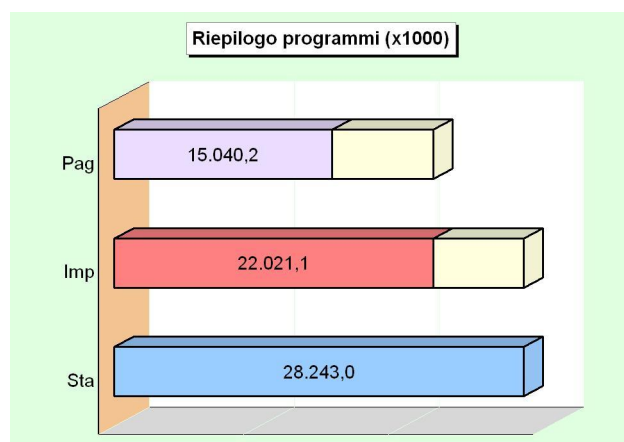 Riepilogo programmi (x1000)
Pag
15.040,2
Imp
22.021,1
Sta
28.243,0